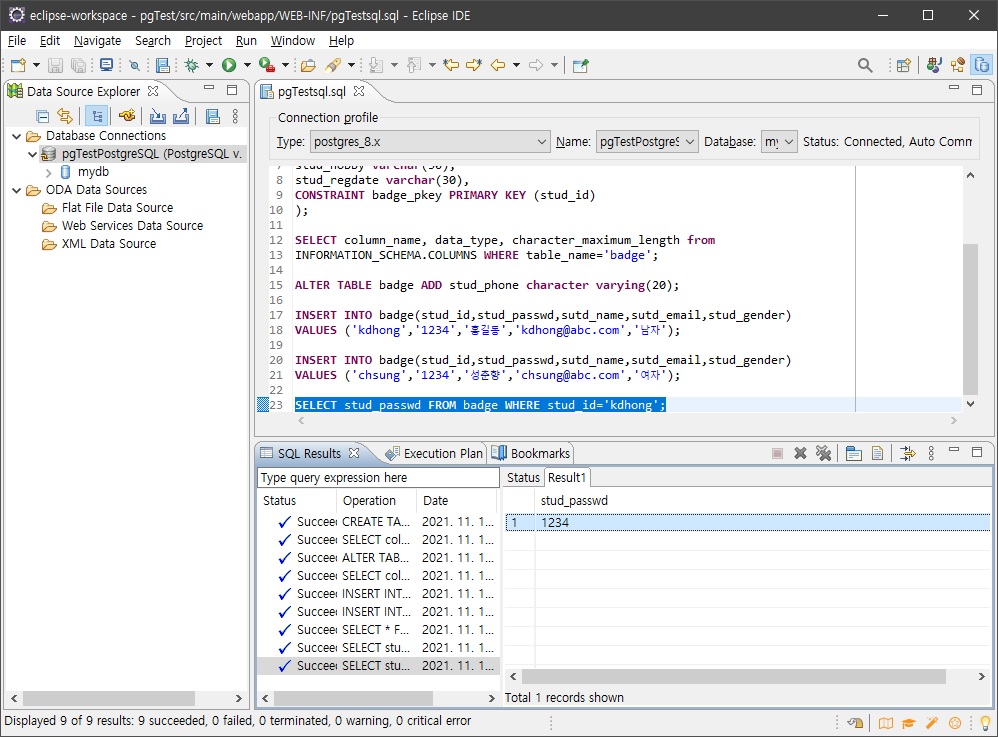 eclipse-workspace - pgTest/src/main/webapp/WEB-INF/pgTestsql.sql - Eclipse IDE
File Edit Navigate Search Project Run Window Help
Data Source Explorer
Database Connections
pgTestPostgreSQL (PostgreSQL v.
mydb
ODA Data Sources
Flat File Data Source
Web Services Data Source
XML Data Source
pgTestsql.sql
Connection profile
Type: postgres_8.x Name: pgTestPostgreS Database: my Status: Connected, Auto Comm
7 stud_hobby varchar(50),
8 stud_regdate varchar(30),
9 CONSTRAINT badge_pkey PRIMARY KEY (stud_id)
10 );
11
12 SELECT column_name, data_type, character_maximum_length from
13 INFORMATION_SCHEMA.COLUMNS WHERE table_name='badge';
14
15 ALTER TABLE badge ADD stud_phone character varying(20);
16
17 INSERT INTO badge(stud_id,stud_passwd,sutd_name,sutd_email,stud_gender)
18 VALUES ('kdhong','1234','홍길동','kdhong@abc.com','남자');
19
20 INSERT INTO badge(stud_id,stud_passwd,sutd_name,sutd_email,stud_gender)
21 VALUES ('chsung','1234','성춘향','chsung@abc.com','여자');
22
23 SELECT stud_passwd FROM badge WHERE stud_id='kdhong';
SQL Results Execution Plan Bookmarks
Type query expression here
Status Operation Date
Succee CREATE TA... 2021. 11. 1...
Succee SELECT col... 2021. 11. 1...
Succee ALTER TAB... 2021. 11. 1...
Succee SELECT col... 2021. 11. 1...
Succee INSERT INT... 2021. 11. 1...
Succee INSERT INT... 2021. 11. 1...
Succee SELECT * F... 2021. 11. 1...
Succee SELECT stu... 2021. 11. 1...
Succee SELECT stu... 2021. 11. 1...
Status Result1
stud_passwd
1 1234
Total 1 records shown
Displayed 9 of 9 results: 9 succeeded, 0 failed, 0 terminated, 0 warning, 0 critical error